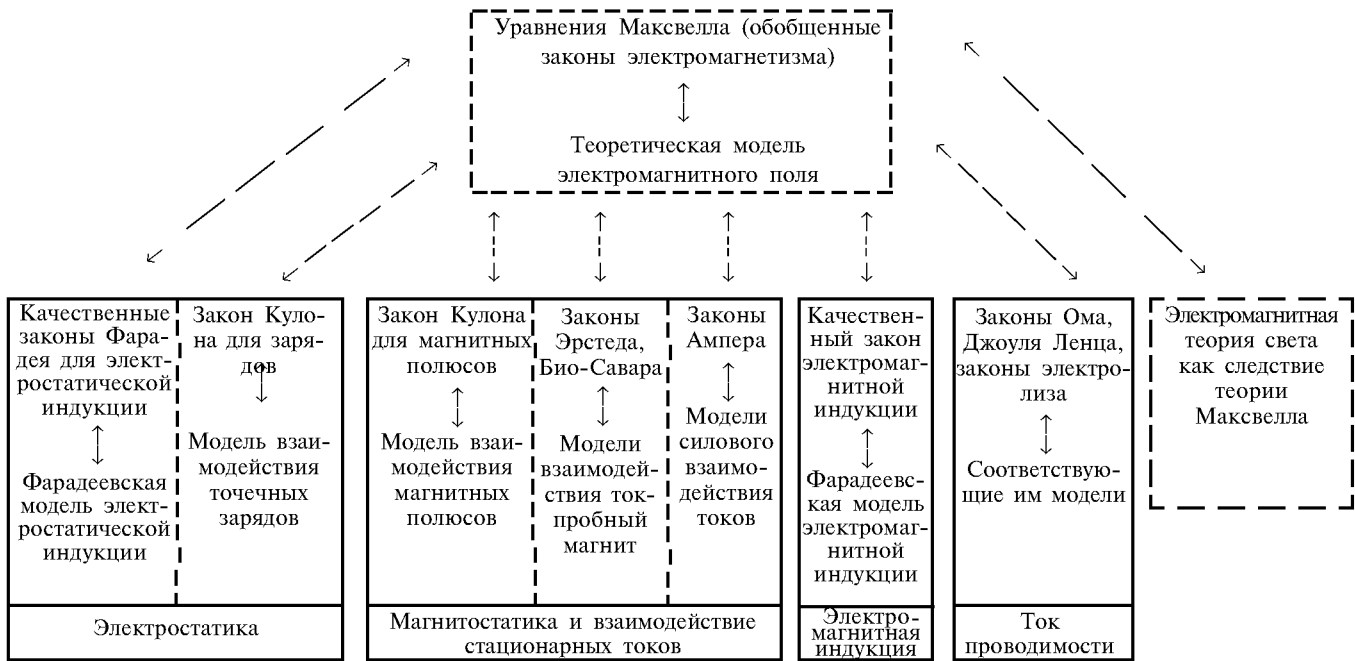 Уравнения Максвелла (обобщенные
законы электромагнетизма)
Теоретическая модель
электромагнитного поля
Качественные
законы Фара-
дея для элект-
ростатической
индукции
Фарадеевская
модель элект-
ростатической
индукции
Закон Куло-
на для заря-
дов
Модель взаи-
модействия
точечных
зарядов
Электростатика
Закон Кулона
для магнитных
полюсов
Модель взаи-
модействия
магнитных
полюсов
Законы
Эрстеда,
Био-Савара
Модели
взаимодей-
ствия ток-
пробный
магнит
Законы
Ампера
Модели
силового
взаимо-
действия
токов
Магнитостатика и взаимодействие
стационарных токов
Качествен-
ный закон
электромаг-
нитной
индукции
Фарадеевс-
кая модель
электромаг-
нитной
индукции
Электро-
магнитная
индукция
Законы Ома,
Джоуля Ленца,
законы электро-
лиза
Соответствую-
щие им модели
Ток
проводимости
Электромагнитная
теория света
как следствие
теории
Максвелла